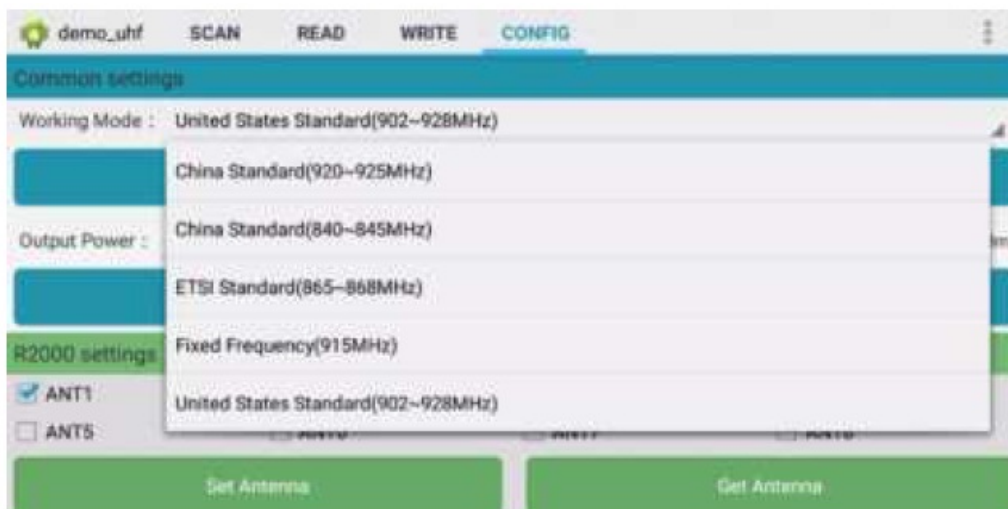 demo_uhf SCAN READ WRITE CONFIG
Common settings
Working Mode : United States Standard(902~928MHz)
China Standard(920~925MHz)
China Standard(840~845MHz)
Output Power :
ETSI Standard(865~868MHz)
Fixed Frequency(915MHz)
R2000 settings
United States Standard(902~928MHz)
ANT1
ANT5
Set Antenna Get Antenna